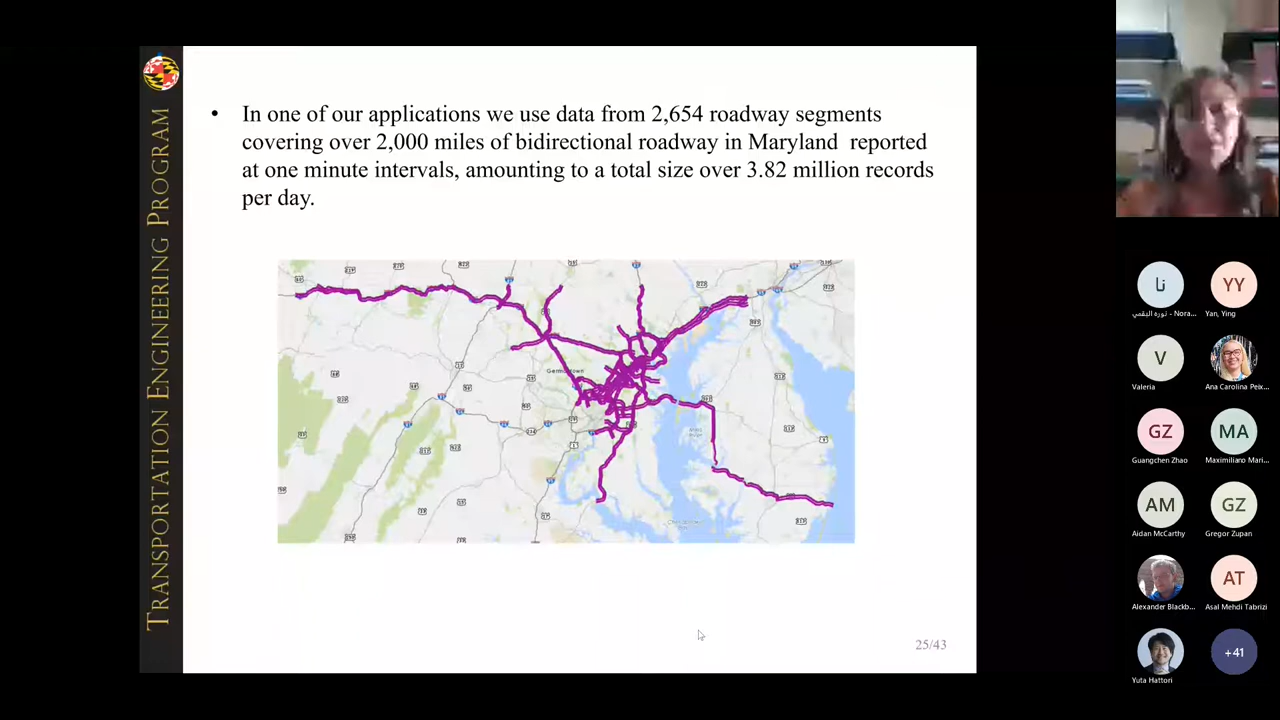 TRANSPORTATION ENGINEERING PROGRAM
• In one of our applications we use data from 2,654 roadway segments
covering over 2,000 miles of bidirectional roadway in Maryland reported
at one minute intervals, amounting to a total size over 3.82 million records
per day.
Germantown
25/43
نا
YY
نوره البقمي - Nora...
Yan, Ying
V
Valeria
Ana Carolina Peix...
GZ
MA
Guangchen Zhao
Maximiliano Mari...
AM
GZ
Aidan McCarthy
Gregor Zupan
AT
Alexander Blackb...
Asal Mehdi Tabrizi
+41
Yuta Hattori